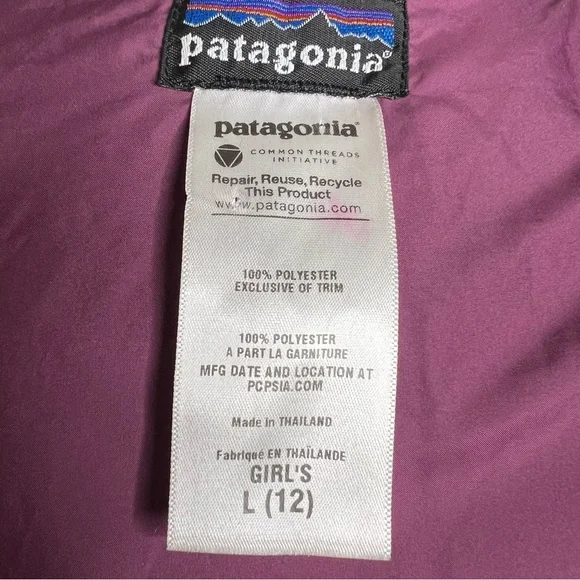 patagonia®
patagonia®
COMMON THREADS
INITIATIVE
Repair, Reuse, Recycle
This Product
www.patagonia.com
100% POLYESTER
EXCLUSIVE OF TRIM
100% POLYESTER
A PART LA GARNITURE
MFG DATE AND LOCATION AT
PCPSIA.COM
Made in THAILAND
Fabriqué EN THAÏLANDE
GIRL'S
L (12)